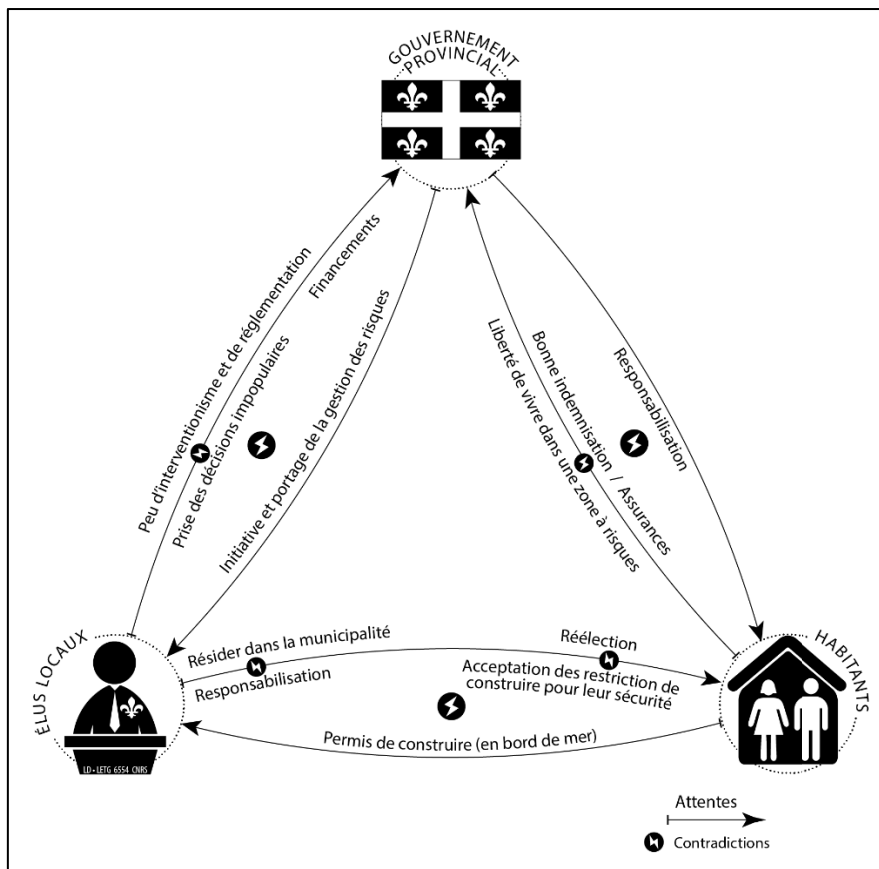 GOUVERNEMENT
PROVINCIAL
Peu d'interventionisme et de réglementation
Financements
Prise des décisions impopulaires
Initiative et portage de la gestion des risques
Responsabilisation
Bonne indemnisation / Assurances
Liberté de vivre dans une zone à risques
ÉLUS LOCAUX
LD • LETG 6554 CNRS
Résider dans la municipalité
Responsabilisation
Réélection
Acceptation des restriction de
construire pour leur sécurité
Permis de construire (en bord de mer)
HABITANTS
Attentes
Contradictions